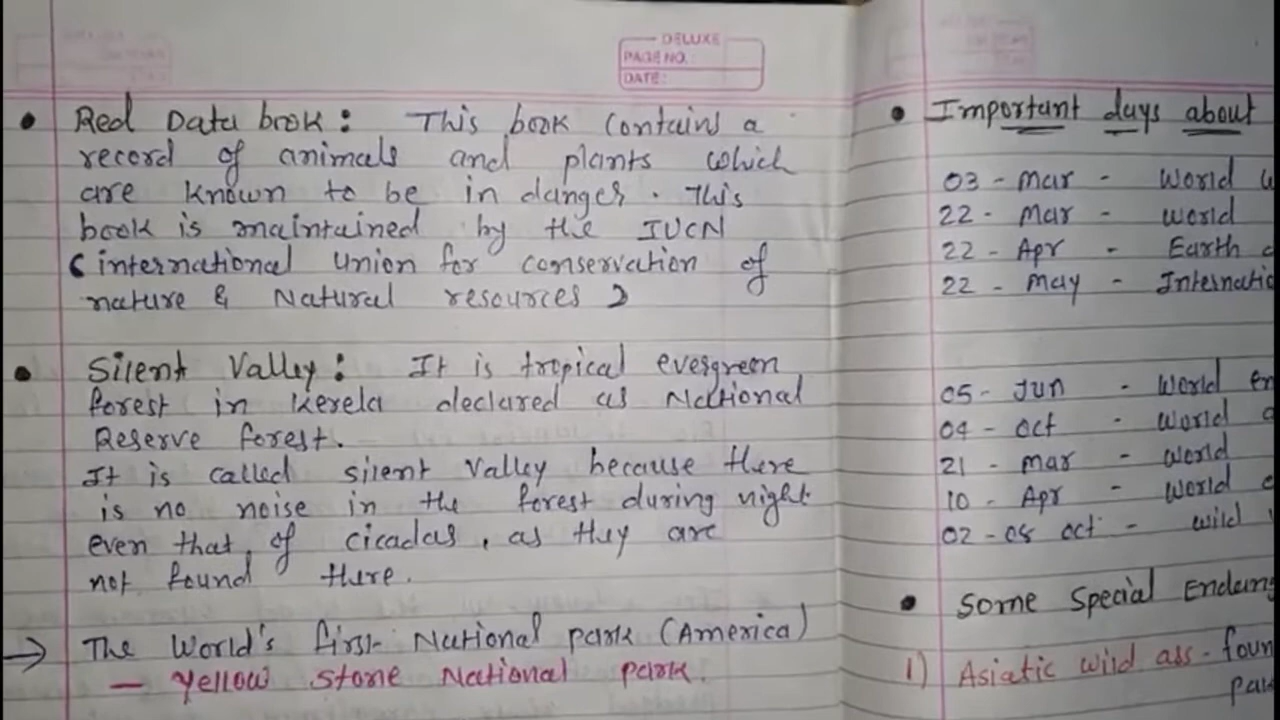 DELUXE
PAGE NO.:
DATE:
• Red Data book : This book contains a
record of animals and plants which
are known to be in danger. This
book is maintained by the IUCN
(international Union for conservation of
nature & Natural resources)
• Silent Valley : It is tropical evergreen
forest in Kerela declared as National
Reserve forest.
It is called silent valley because there
is no noise in the forest during night
even that of cicadas, as they are
not found there.
→ The World's first National park (America)
— Yellow stone National park.
• Important days about
03 - Mar - World
22 - Mar - World
22 - Apr - Earth
22 - May - Internatio
05 - Jun - World En
04 - Oct - World
21 - Mar - World
10 - Apr - World
02 - 08 Oct - wild
• Some Special Endang
1) Asiatic wild ass - foun